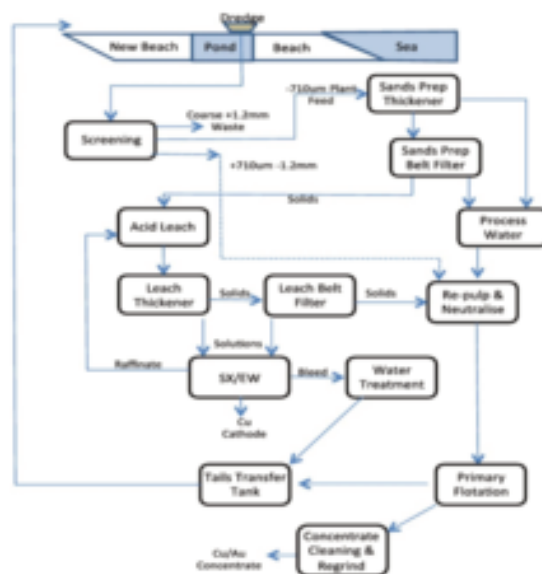 Dredge
New Beach
Pond
Beach
Sea
-710um Plant
Feed
Sands Prep
Thickener
Coarse +1.2mm
Waste
Screening
+710um -1.2mm
Sands Prep
Belt Filter
Solids
Acid Leach
Process
Water
Leach
Thickener
Solids
Leach Belt
Filter
Solids
Re-pulp &
Neutralise
Solutions
Raffinate
SX/EW
Bleed
Water
Treatment
Cu
Cathode
Tails Transfer
Tank
Primary
Flotation
Concentrate
Cleaning &
Regrind
Cu/Au
Concentrate